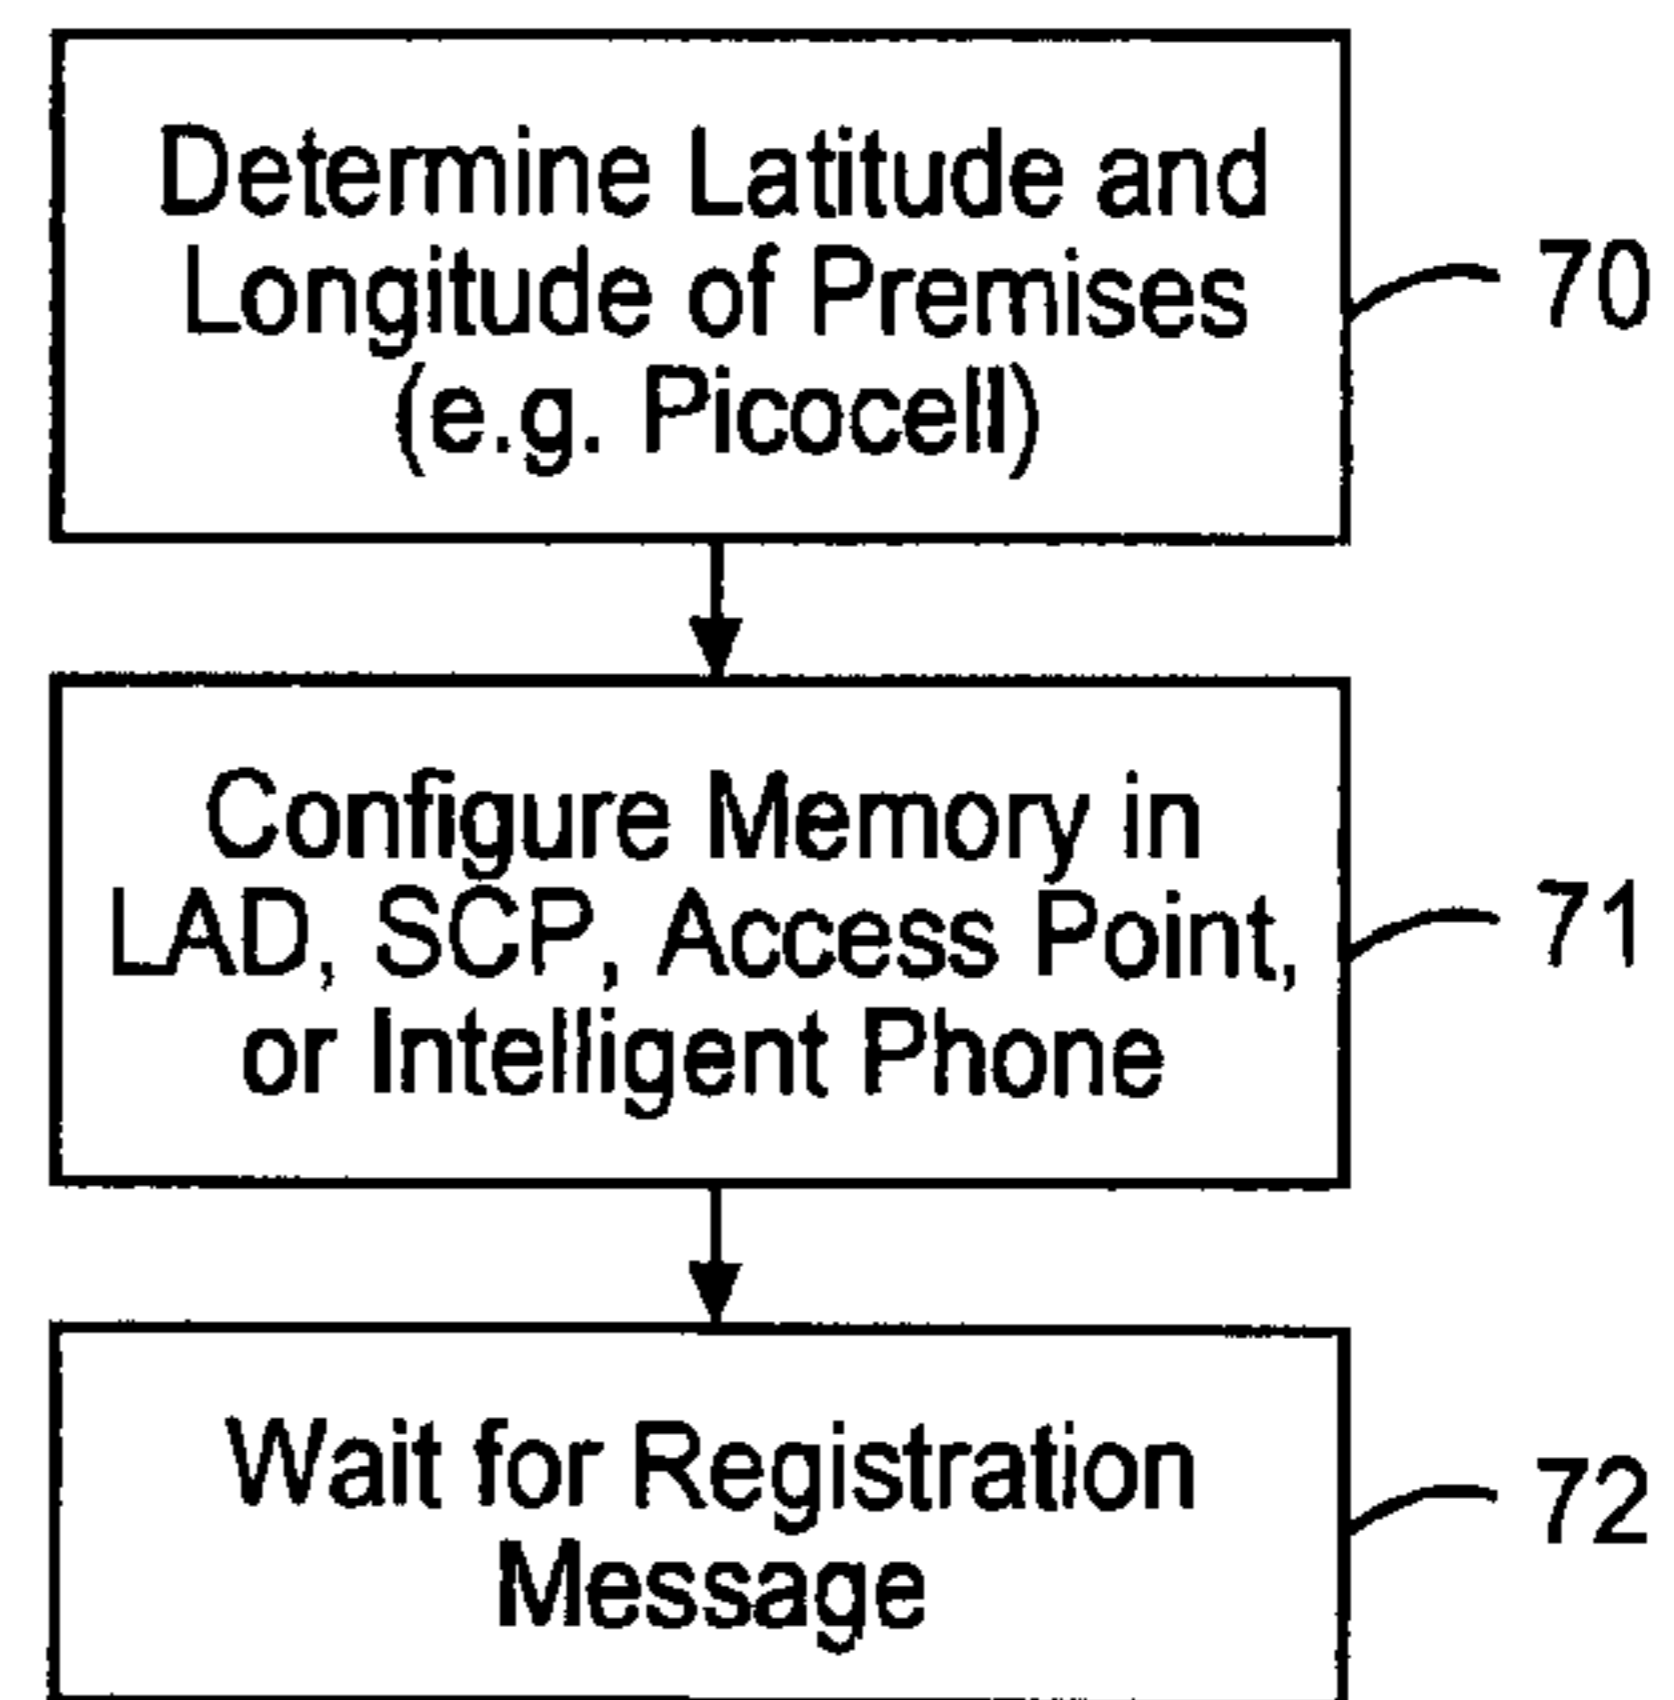 Determine Latitude and
Longitude of Premises
(e.g. Picocell)
70
Configure Memory in
LAD, SCP, Access Point,
or Intelligent Phone
71
Wait for Registration
Message
72